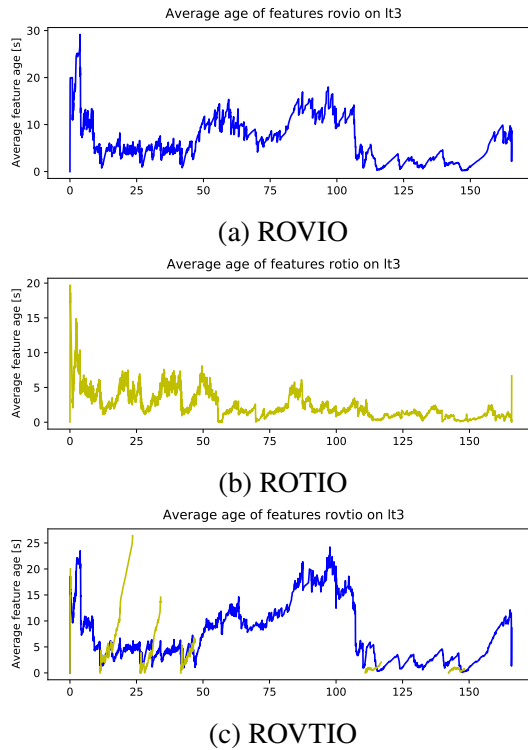 Average age of features rovio on lt3
Average feature age [s]
30
20
10
0
0 25 50 75 100 125 150
(a) ROVIO
Average age of features rotio on lt3
Average feature age [s]
20
15
10
5
0
0 25 50 75 100 125 150
(b) ROTIO
Average age of features rovtio on lt3
Average feature age [s]
25
20
15
10
5
0
0 25 50 75 100 125 150
(c) ROVTIO